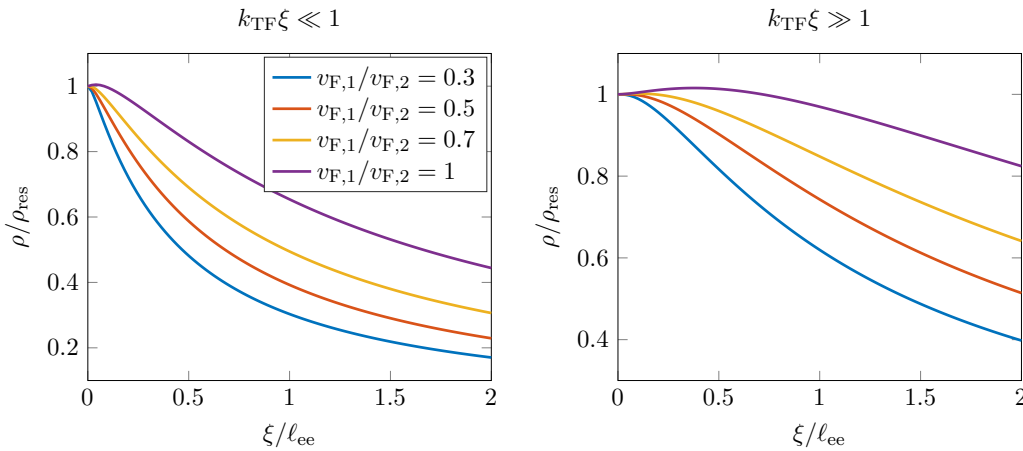 k_TF ξ ≪ 1
1
0.8
0.6
0.4
0.2
ρ/ρ_res
0
0.5
1
1.5
2
ξ/ℓ_ee
v_F,1/v_F,2 = 0.3
v_F,1/v_F,2 = 0.5
v_F,1/v_F,2 = 0.7
v_F,1/v_F,2 = 1
k_TF ξ ≫ 1
1
0.8
0.6
0.4
ρ/ρ_res
0
0.5
1
1.5
2
ξ/ℓ_ee